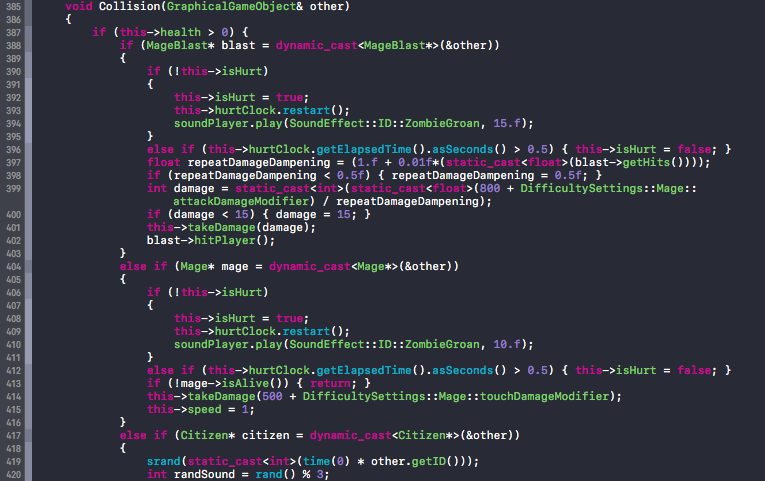 385 void Collision(GraphicalGameObject& other)
386 {
387 if (this->health > 0) {
388 if (MageBlast* blast = dynamic_cast<MageBlast*>(&other))
389 {
390 if (!this->isHurt)
391 {
392 this->isHurt = true;
393 this->hurtClock.restart();
394 soundPlayer.play(SoundEffect::ID::ZombieGroan, 15.f);
395 }
396 else if (this->hurtClock.getElapsedTime().asSeconds() > 0.5) { this->isHurt = false; }
397 float repeatDamageDampening = (1.f + 0.01f*(static_cast<float>(blast->getHits())));
398 if (repeatDamageDampening < 0.5f) { repeatDamageDampening = 0.5f; }
399 int damage = static_cast<int>(static_cast<float>(800 + DifficultySettings::Mage::
attackDamageModifier) / repeatDamageDampening);
400 if (damage < 15) { damage = 15; }
401 this->takeDamage(damage);
402 blast->hitPlayer();
403 }
404 else if (Mage* mage = dynamic_cast<Mage*>(&other))
405 {
406 if (!this->isHurt)
407 {
408 this->isHurt = true;
409 this->hurtClock.restart();
410 soundPlayer.play(SoundEffect::ID::ZombieGroan, 10.f);
411 }
412 else if (this->hurtClock.getElapsedTime().asSeconds() > 0.5) { this->isHurt = false; }
413 if (!mage->isAlive()) { return; }
414 this->takeDamage(500 + DifficultySettings::Mage::touchDamageModifier);
415 this->speed = 1;
416 }
417 else if (Citizen* citizen = dynamic_cast<Citizen*>(&other))
418 {
419 srand(static_cast<int>(time(0) * other.getID()));
420 int randSound = rand() % 3;